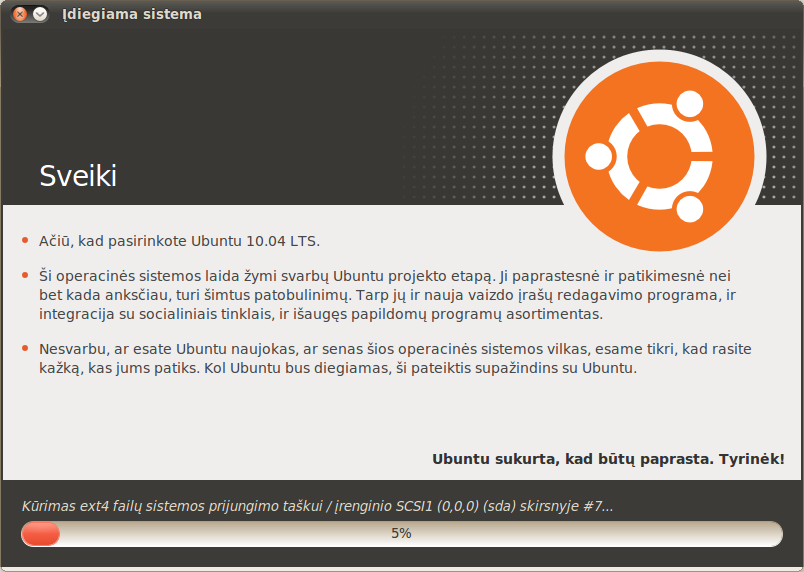 Įdiegiama sistema
Sveiki
Ačiū, kad pasirinkote Ubuntu 10.04 LTS.
Ši operacinės sistemos laida žymi svarbų Ubuntu projekto etapą. Ji paprastesnė ir patikimesnė nei
bet kada anksčiau, turi šimtus patobulinimų. Tarp jų ir nauja vaizdo įrašų redagavimo programa, ir
integracija su socialiniais tinklais, ir išaugęs papildomų programų asortimentas.
Nesvarbu, ar esate Ubuntu naujokas, ar senas šios operacinės sistemos vilkas, esame tikri, kad rasite
kažką, kas jums patiks. Kol Ubuntu bus diegiamas, ši pateiktis supažindins su Ubuntu.
Ubuntu sukurta, kad būtų paprasta. Tyrinėk!
Kūrimas ext4 failų sistemos prijungimo taškui / įrenginio SCSI1 (0,0,0) (sda) skirsnyje #7...
5%